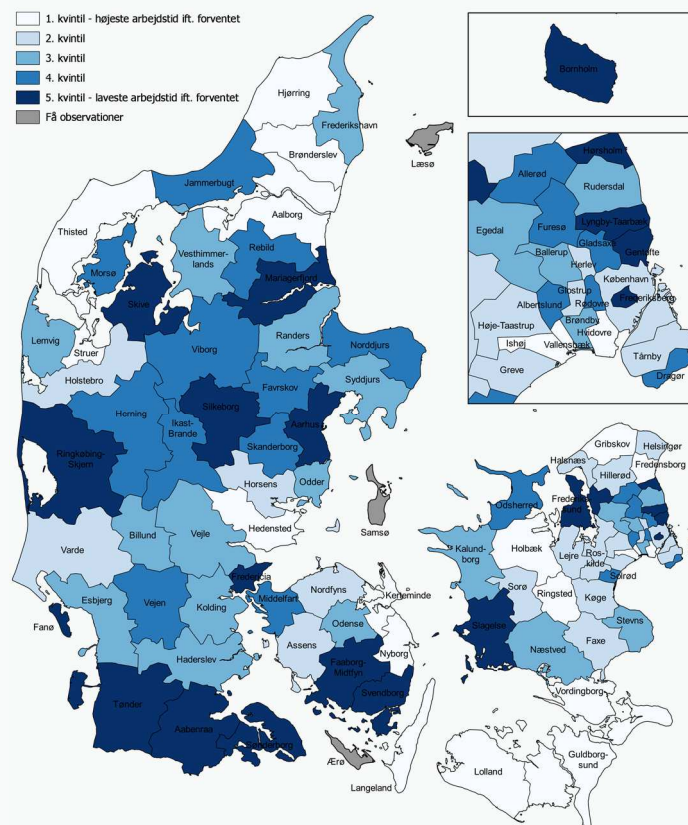 1. kvintil - højeste arbejdstid ift. forventet
2. kvintil
3. kvintil
4. kvintil
5. kvintil - laveste arbejdstid ift. forventet
Få observationer
Hjørring
Frederikshavn
Brønderslev
Læsø
Jammerbugt
Thisted
Aalborg
Vesthimmer-
lands
Rebild
Morsø
Mariagerfjord
Skive
Lemvig
Struer
Viborg
Randers
Norddjurs
Holstebro
Syddjurs
Favrskov
Herning
Ikast-
Brande
Silkeborg
Aarhus
Skanderborg
Ringkøbing-
Skjern
Horsens
Odder
Samsø
Hedensted
Billund
Vejle
Varde
Fredericia
Esbjerg
Vejen
Kolding
Middelfart
Nordfyns
Kerteminde
Fanø
Odense
Assens
Nyborg
Haderslev
Faaborg-
Midtfyn
Svendborg
Tønder
Aabenraa
Sønderborg
Ærø
Langeland
Bornholm
Hørsholm
Allerød
Rudersdal
Egedal
Furesø
Lyngby-Taarbæk
Gladsaxe
Gentofte
Ballerup
Herlev
København
Glostrup
Frederiksberg
Rødovre
Albertslund
Brøndby
Høje-Taastrup
Hvidovre
Ishøj
Vallensbæk
Tårnby
Greve
Dragør
Gribskov
Helsingør
Halsnæs
Fredensborg
Hillerød
Frederiks-
sund
Odsherred
Kalund-
borg
Holbæk
Lejre
Ros-
kilde
Solrød
Sorø
Ringsted
Køge
Slagelse
Stevns
Næstved
Faxe
Vordingborg
Guldborg-
sund
Lolland